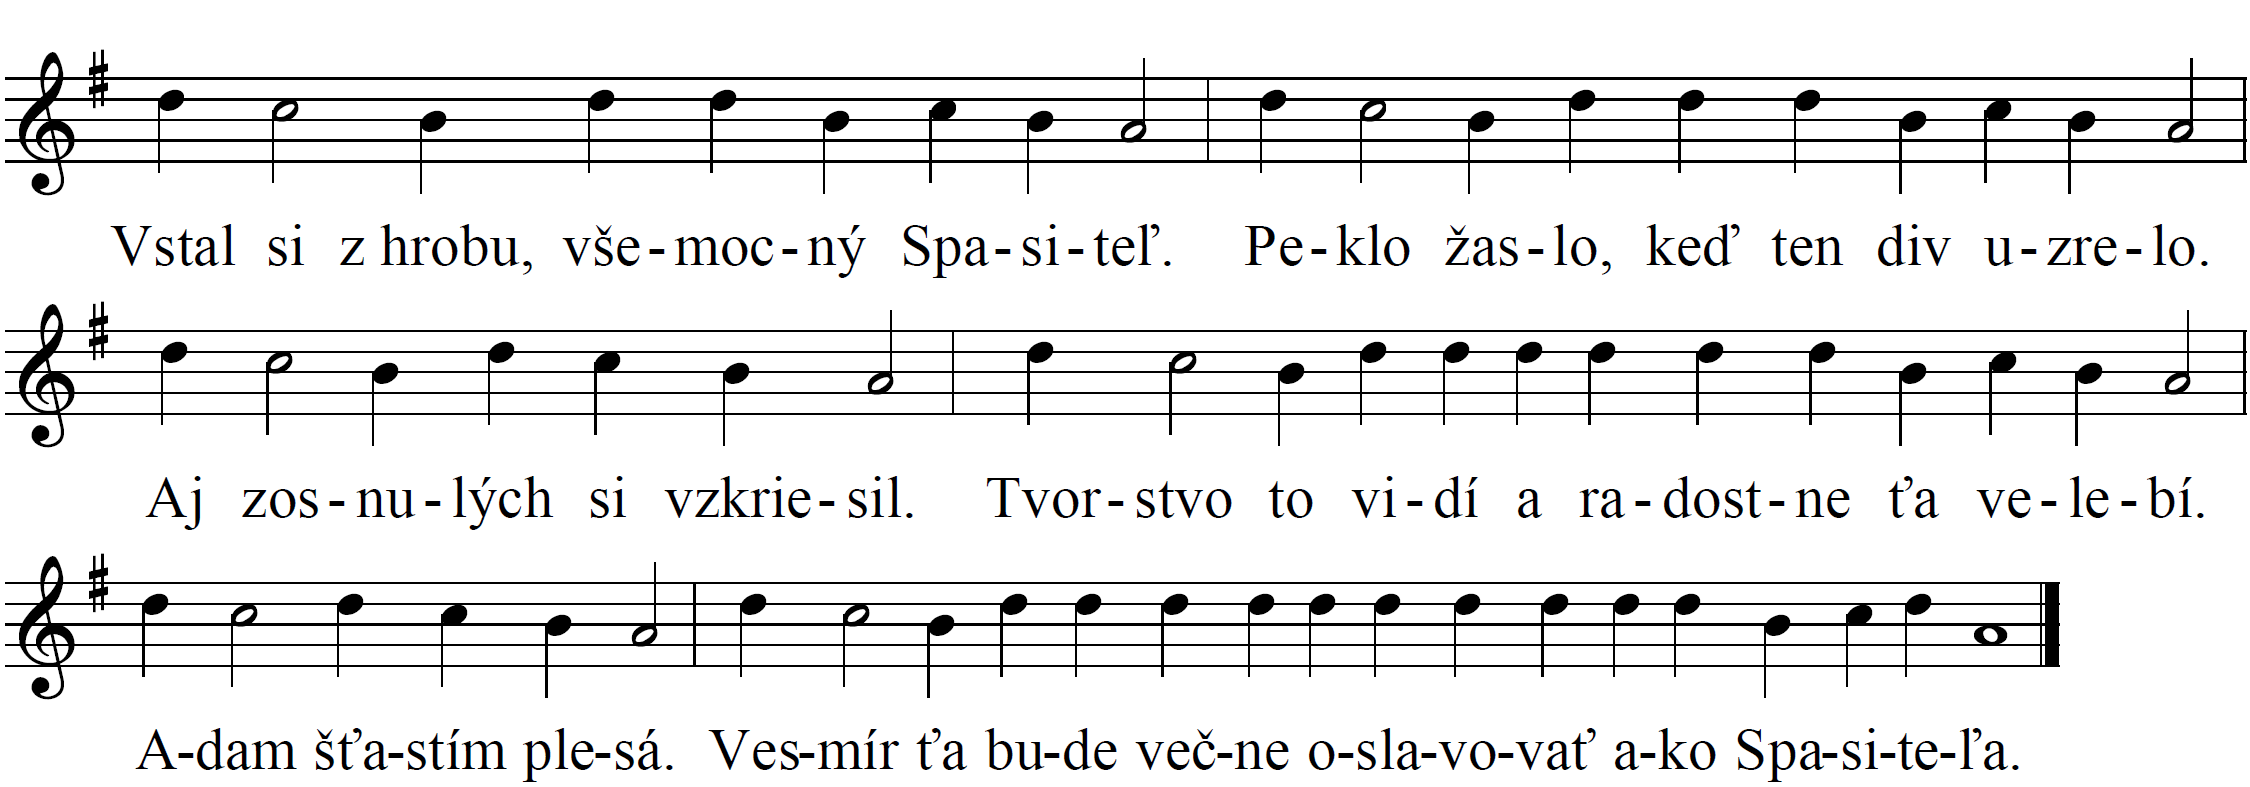 Vstal si z hrobu, vše-moc-ný Spa-si-teľ. Pe-klo žas-lo, keď ten div u-zre-lo.
Aj zos-nu-lých si vzkrie-sil. Tvor-stvo to vi-dí a ra-dost-ne ťa ve-le-bí.
A-dam šťa-stím ple-sá. Ves-mír ťa bu-de več-ne o-sla-vo-vať a-ko Spa-si-te-ľa.